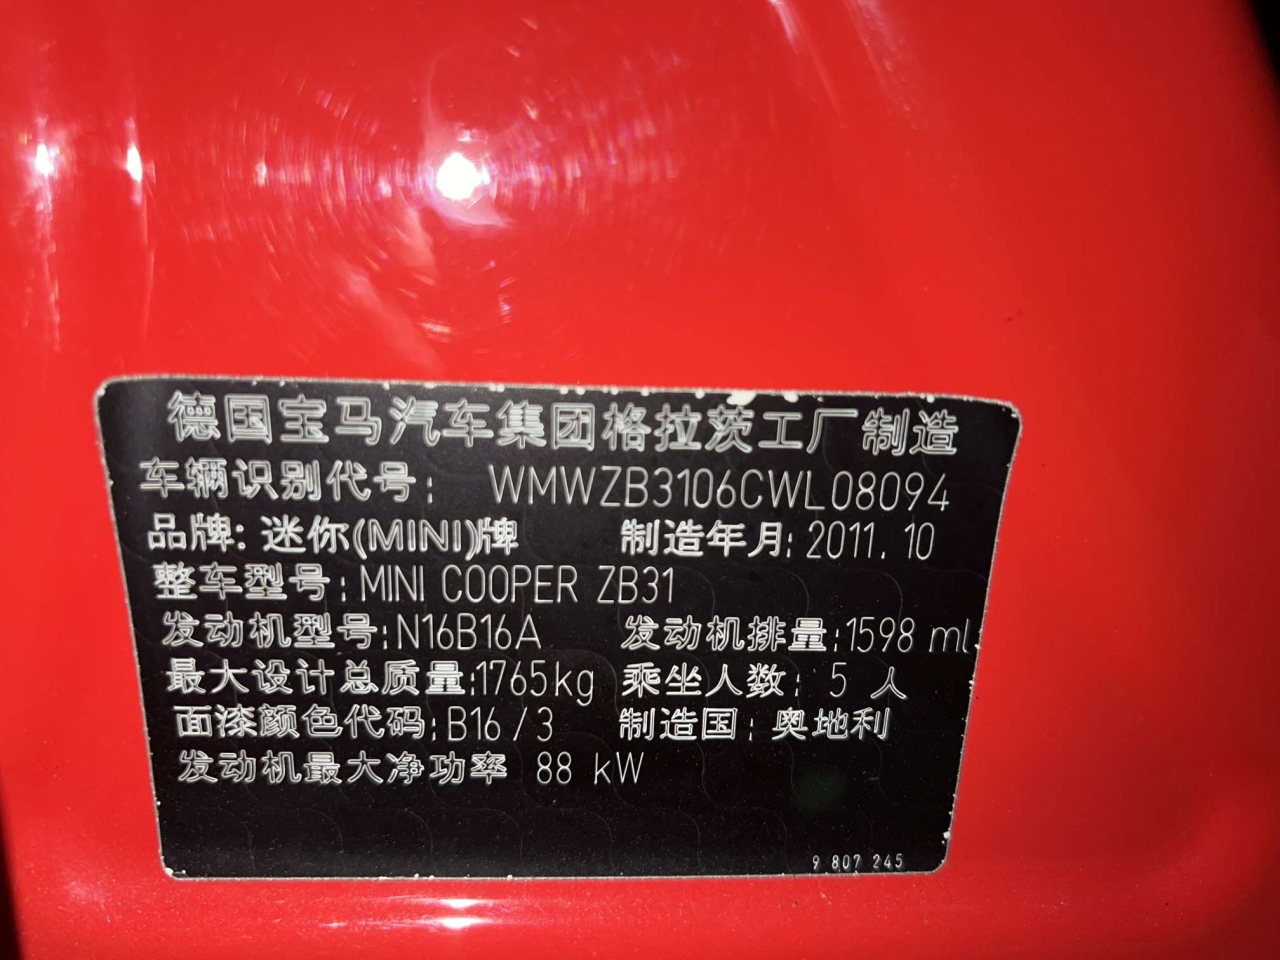 德国宝马汽车集团格拉茨工厂制造
车辆识别代号: WMWZB3106CWL08094
品牌: 迷你(MINI)牌 制造年月: 2011.10
整车型号: MINI COOPER ZB31
发动机型号:N16B16A 发动机排量:1598 ml
最大设计总质量:1765kg 乘坐人数: 5 人
面漆颜色代码:B16/3 制造国: 奥地利
发动机最大净功率 88 kW
9 807 245